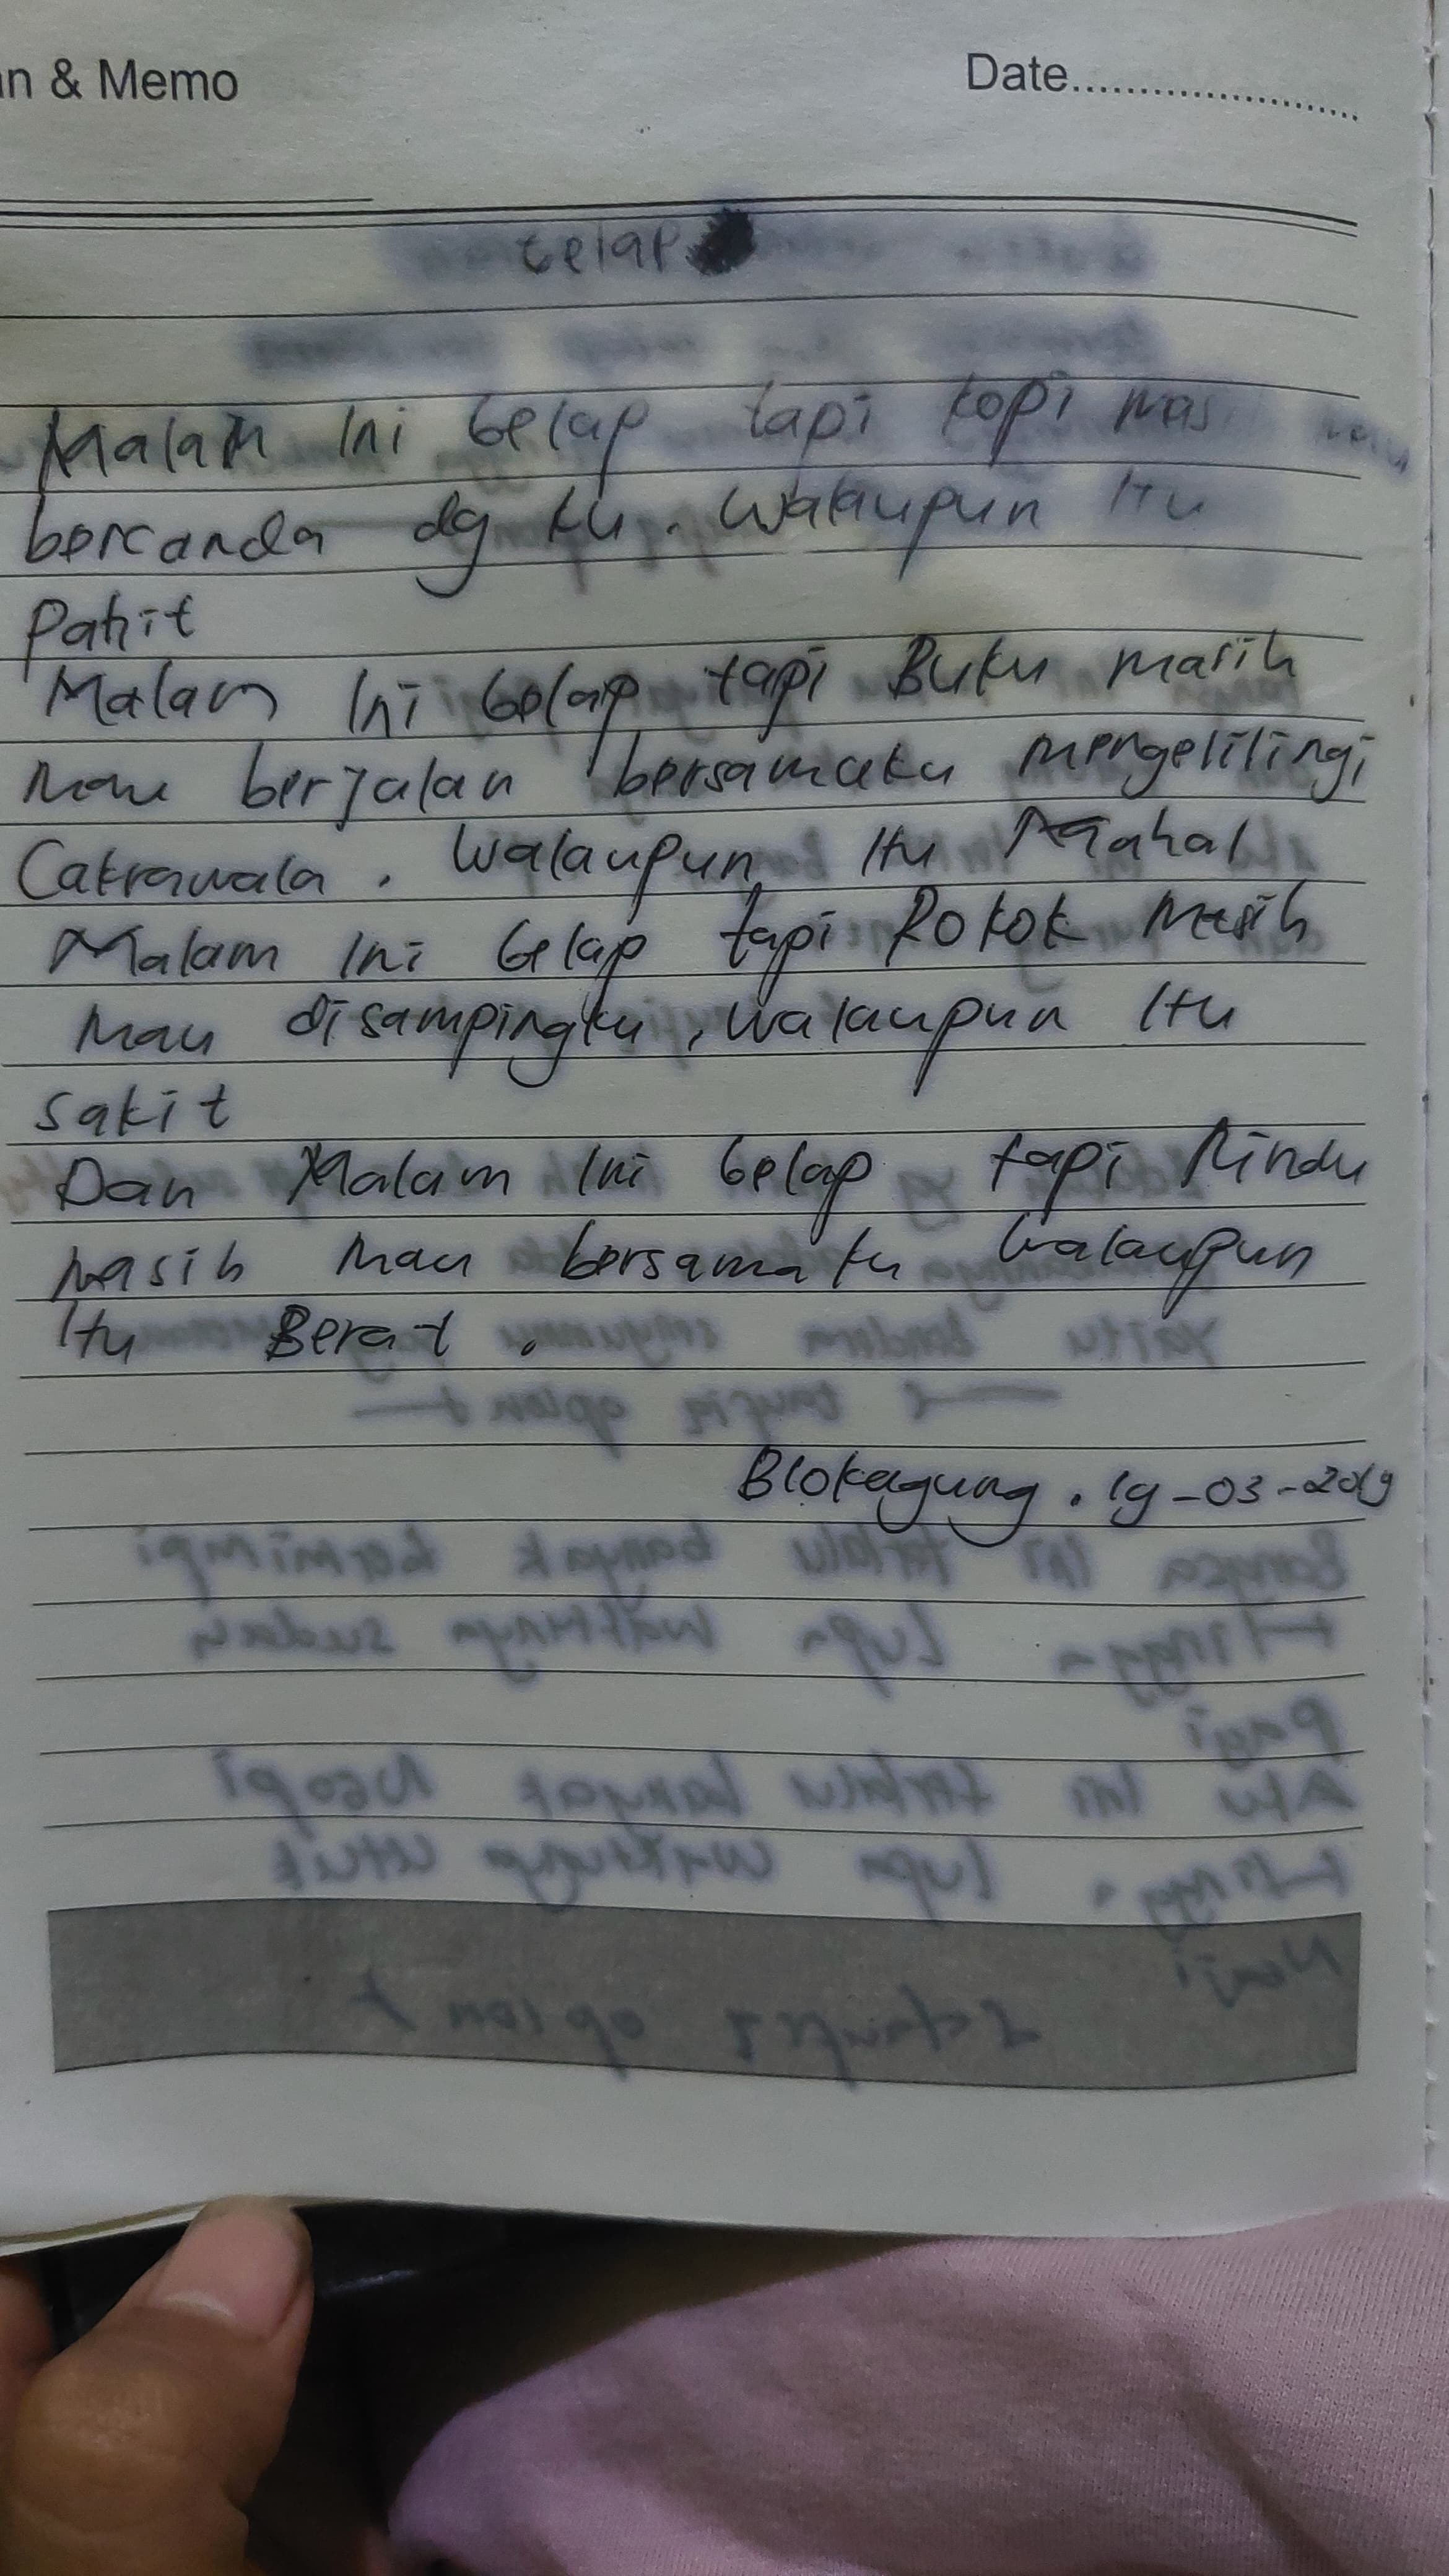 n & Memo
Date......................
Gelap
Malam Ini Gelap tapi kopi mas
bercanda dg ku. walaupun Itu
Pahit
Malam Ini Gelap tapi Buku masih
mau berjalan bersamaku mengelilingi
Cakrawala. walaupun Itu Mahal
Malam Ini Gelap tapi Rokok Masih
Mau disampingku, walaupun Itu
sakit
Dan Malam Ini Gelap tapi Rindu
masih mau bersamaku walaupun
Itu Berat.
Blokagung. 19-03-2019